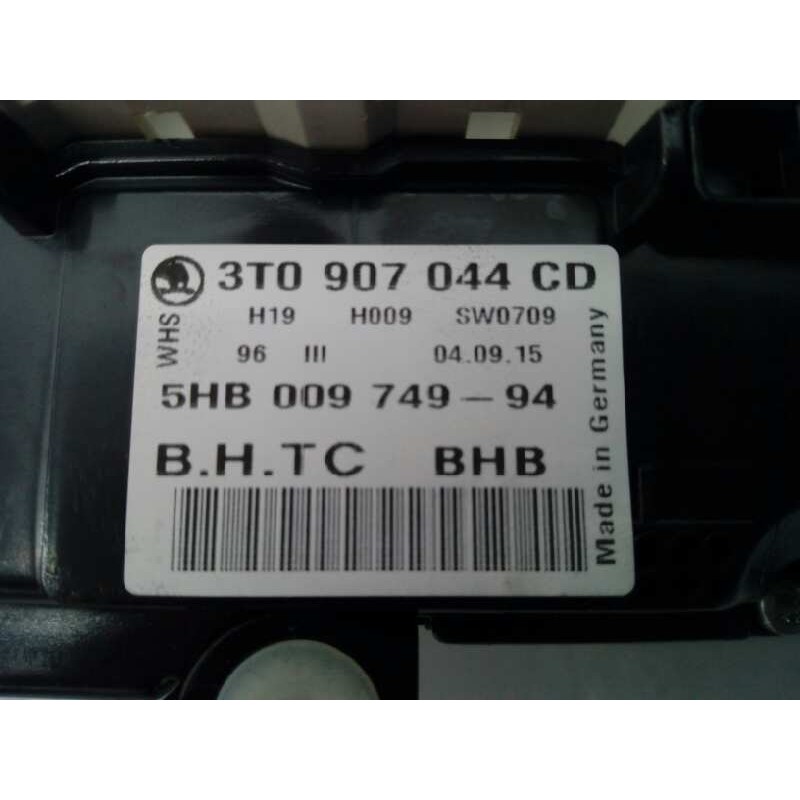 3T0 907 044 CD
H19 H009 SW0709
WHS
96 III 04.09.15
5HB 009 749-94
B.H.TC BHB
Made in Germany